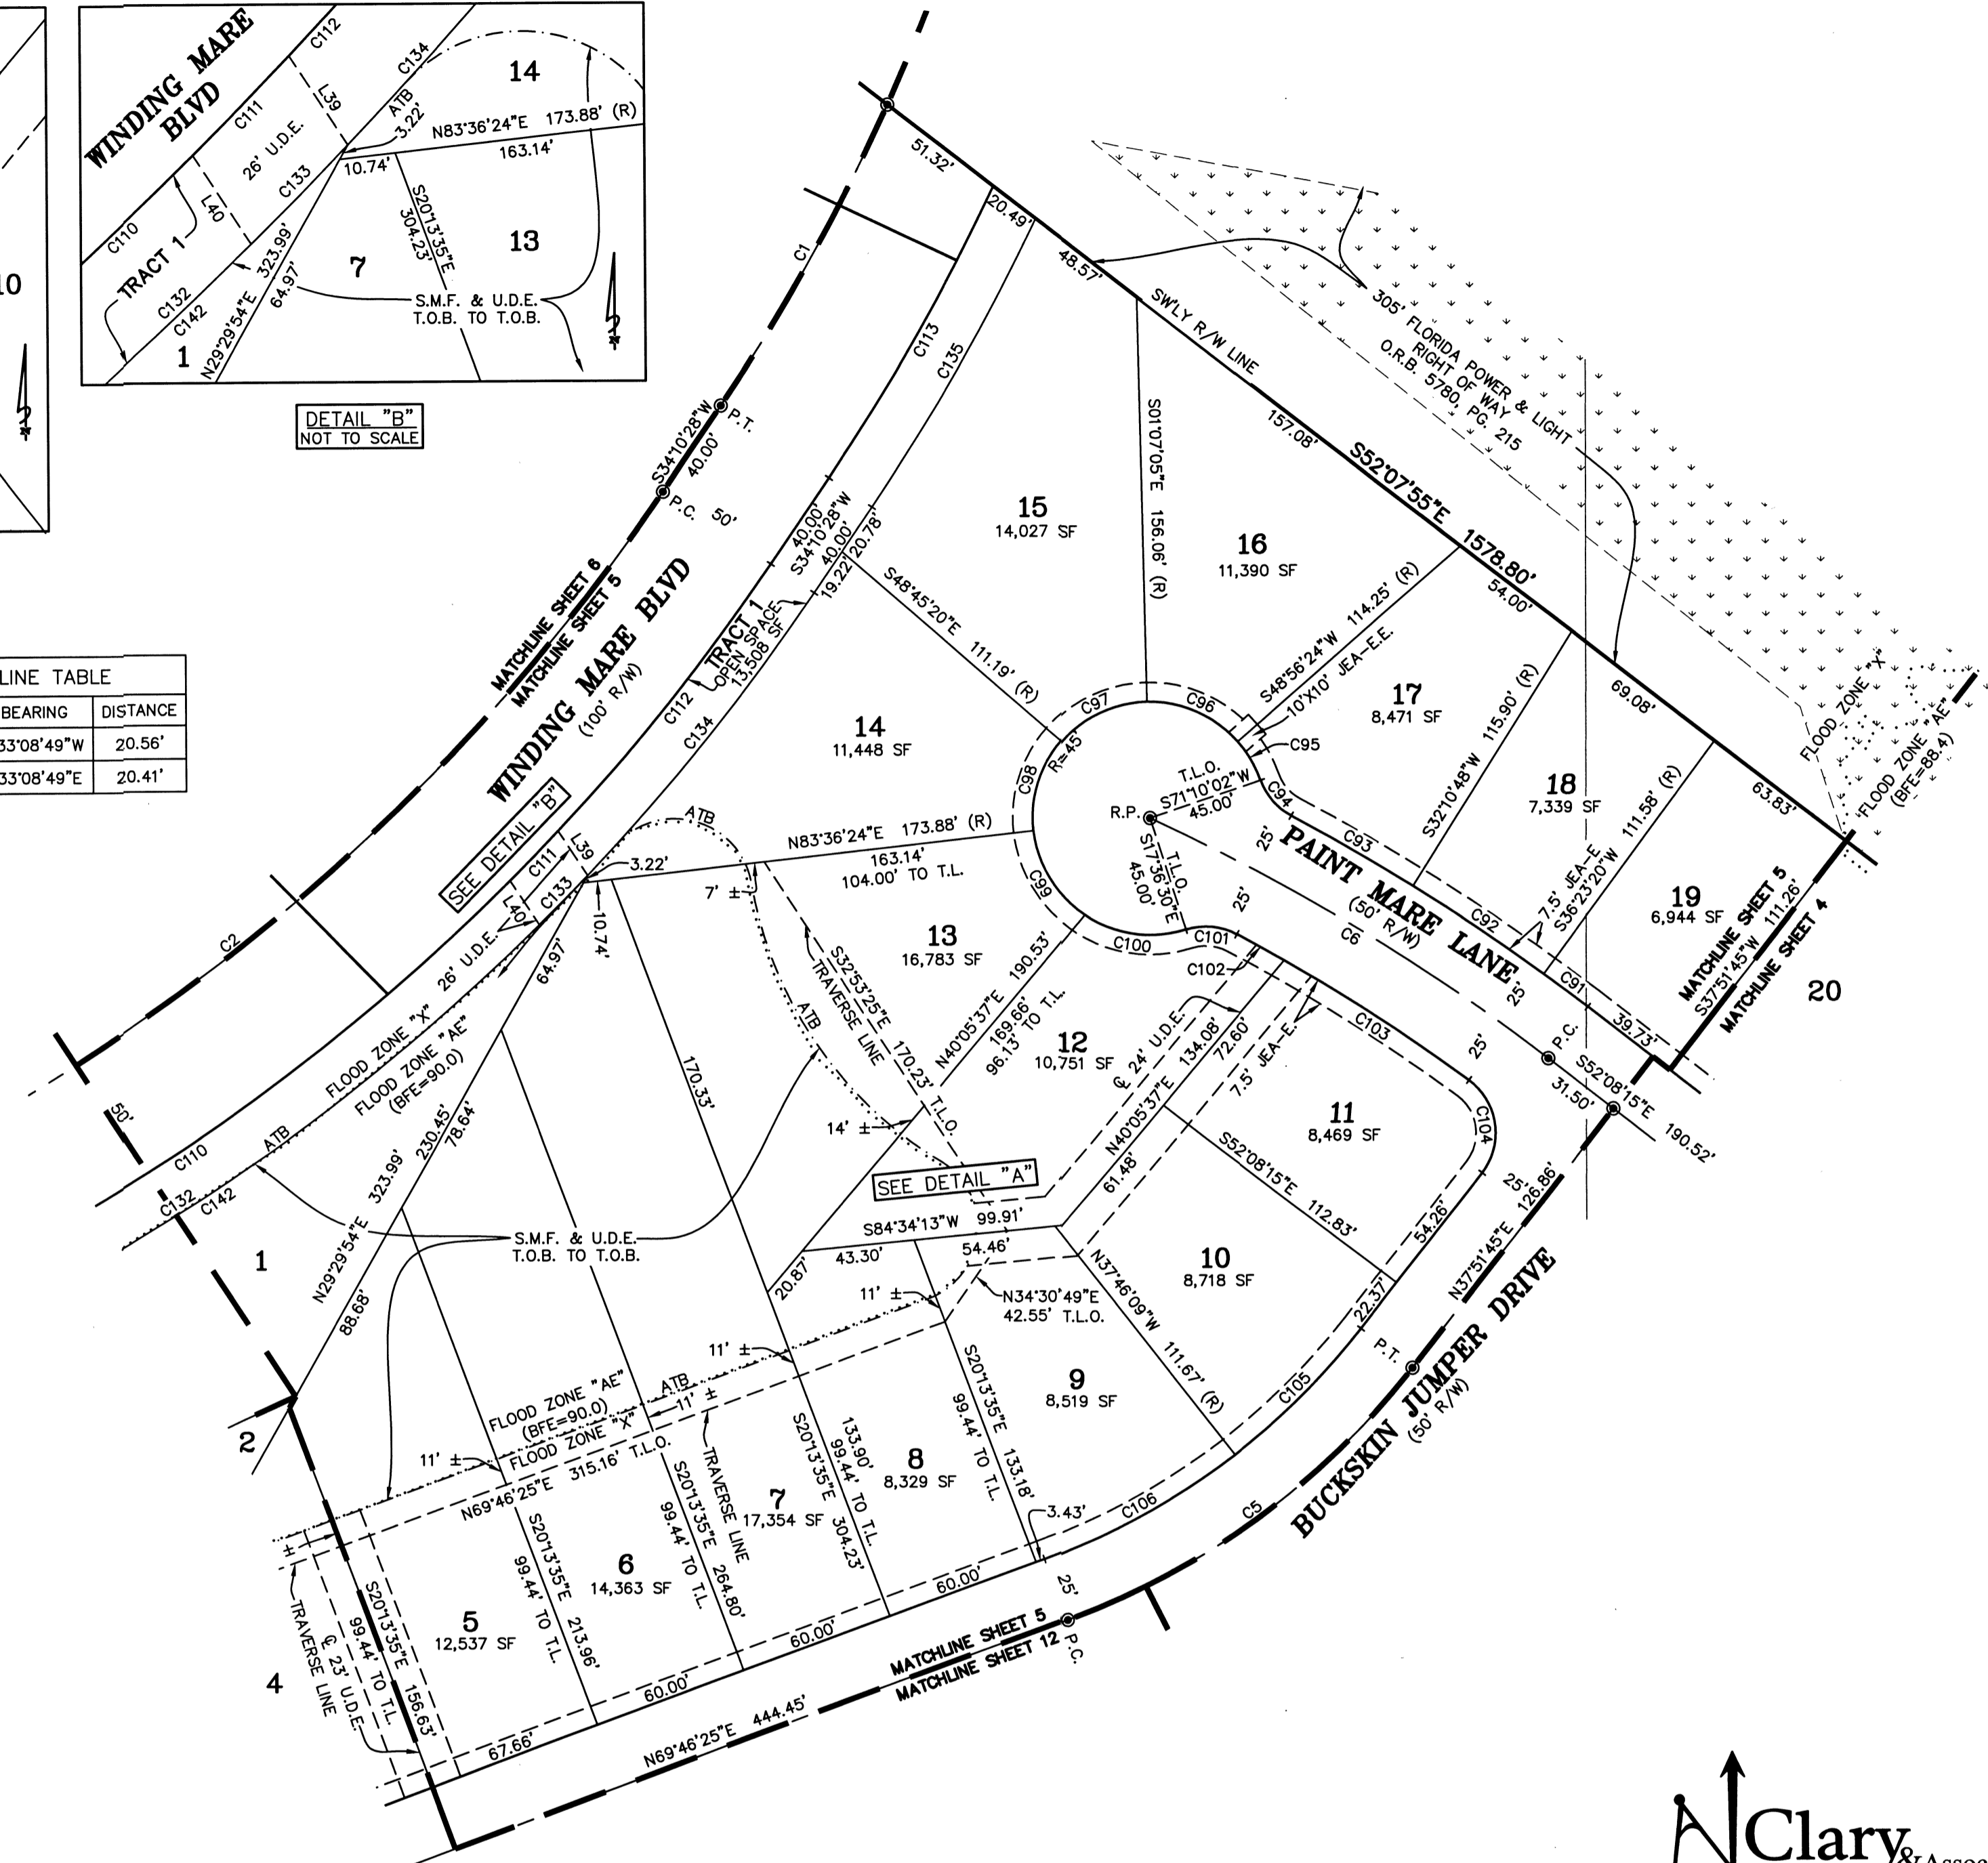 10
LINE TABLE
BEARING DISTANCE
33°08'49"W 20.56'
33°08'49"E 20.41'
WINDING MARE
BLVD
C112
C134
14
L39
ATB
3.22'
C111
26' U.D.E.
N83°36'24"E 173.88' (R)
163.14'
10.74'
C133
L40
C110
S20°13'35"E
304.23'
13
TRACT 1
7
323.99'
64.97'
C132
C142
N29°29'54"E
S.M.F. & U.D.E.
T.O.B. TO T.O.B.
1
DETAIL "B"
NOT TO SCALE
51.32'
20.49'
48.57'
C1
SW'LY R/W LINE
305' FLORIDA POWER & LIGHT
RIGHT OF WAY
O.R.B. 5780, PG. 215
C113
C135
157.08'
S52°07'55"E 1578.80'
S34°10'28"W
40.00'
P.T.
P.C.
50'
S01°07'05"E 156.06' (R)
15
14,027 SF
16
11,390 SF
40.00'
S34°10'28"W
40.00'
20.78'
19.22'
S48°45'20"E 111.19' (R)
S48°56'24"W 114.25' (R)
10'X10' JEA-E.E.
54.00'
MATCHLINE SHEET 6
MATCHLINE SHEET 5
WINDING MARE BLVD
(100' R/W)
TRACT 1
OPEN SPACE
13,508 SF
C112
C134
17
8,471 SF
69.08'
FLOOD ZONE "X"
FLOOD ZONE "AE"
(BFE=88.4)
14
11,448 SF
C97
C96
C95
C98
R=45'
T.L.O.
S71°10'02"W
45.00'
C94
R.P.
S32°10'48"W 115.90' (R)
18
7,339 SF
63.83'
SEE DETAIL "B"
ATB
N83°36'24"E 173.88' (R)
163.14'
104.00' TO T.L.
3.22'
L39
C111
C133
L40
7' ±
T.L.O.
S17°36'30"E
45.00'
25'
PAINT MARE LANE
(50' R/W)
C93
C6
25'
C92
7.5' JEA-E
S36°23'20"W 111.58' (R)
19
6,944 SF
MATCHLINE SHEET 5
S37°51'45"W 111.26'
MATCHLINE SHEET 4
C99
C2
26' U.D.E.
64.97'
10.74'
13
16,783 SF
S32°53'25"E 170.23' T.L.O.
TRAVERSE LINE
ATB
C100
C101
C102
20
C91
25'
39.73'
FLOOD ZONE "X"
FLOOD ZONE "AE"
(BFE=90.0)
N40°05'37"E 190.53'
169.66'
96.13' TO T.L.
12
10,751 SF
℄ 24' U.D.E.
N40°05'37"E 134.08'
72.60'
7.5' JEA-E
C103
25'
P.C.
S52°08'15"E
31.50'
190.52'
50'
170.33'
11
8,469 SF
C104
14' ±
230.45'
78.64'
ATB
C110
C132
C142
323.99'
61.48'
S52°08'15"E 112.83'
25'
N37°51'45"E 126.86'
SEE DETAIL "A"
S84°34'13"W 99.91'
43.30'
54.46'
1
N29°29'54"E
S.M.F. & U.D.E.
T.O.B. TO T.O.B.
20.87'
54.26'
10
8,718 SF
11' ±
N34°30'49"E
42.55' T.L.O.
N37°46'09"W 111.67' (R)
22.37'
88.68'
11' ±
P.T.
BUCKSKIN JUMPER DRIVE
(50' R/W)
ATB
FLOOD ZONE "AE"
(BFE=90.0)
FLOOD ZONE "X"
11' ±
9
8,519 SF
C105
2
11' ±
N69°46'25"E 315.16' T.L.O.
TRAVERSE LINE
S20°13'35"E 133.18'
99.44' TO T.L.
133.90'
99.44' TO T.L.
S20°13'35"E 304.23'
8
8,329 SF
7
17,354 SF
S20°13'35"E 264.80'
99.44' TO T.L.
C106
C5
3.43'
±
S20°13'35"E 213.96'
99.44' TO T.L.
6
14,363 SF
60.00'
25'
5
12,537 SF
S20°13'35"E 156.63'
99.44' TO T.L.
℄ 23' U.D.E.
TRAVERSE LINE
4
60.00'
60.00'
MATCHLINE SHEET 5
MATCHLINE SHEET 12
P.C.
67.66'
N69°46'25"E 444.45'
N
Clary
& Assoc